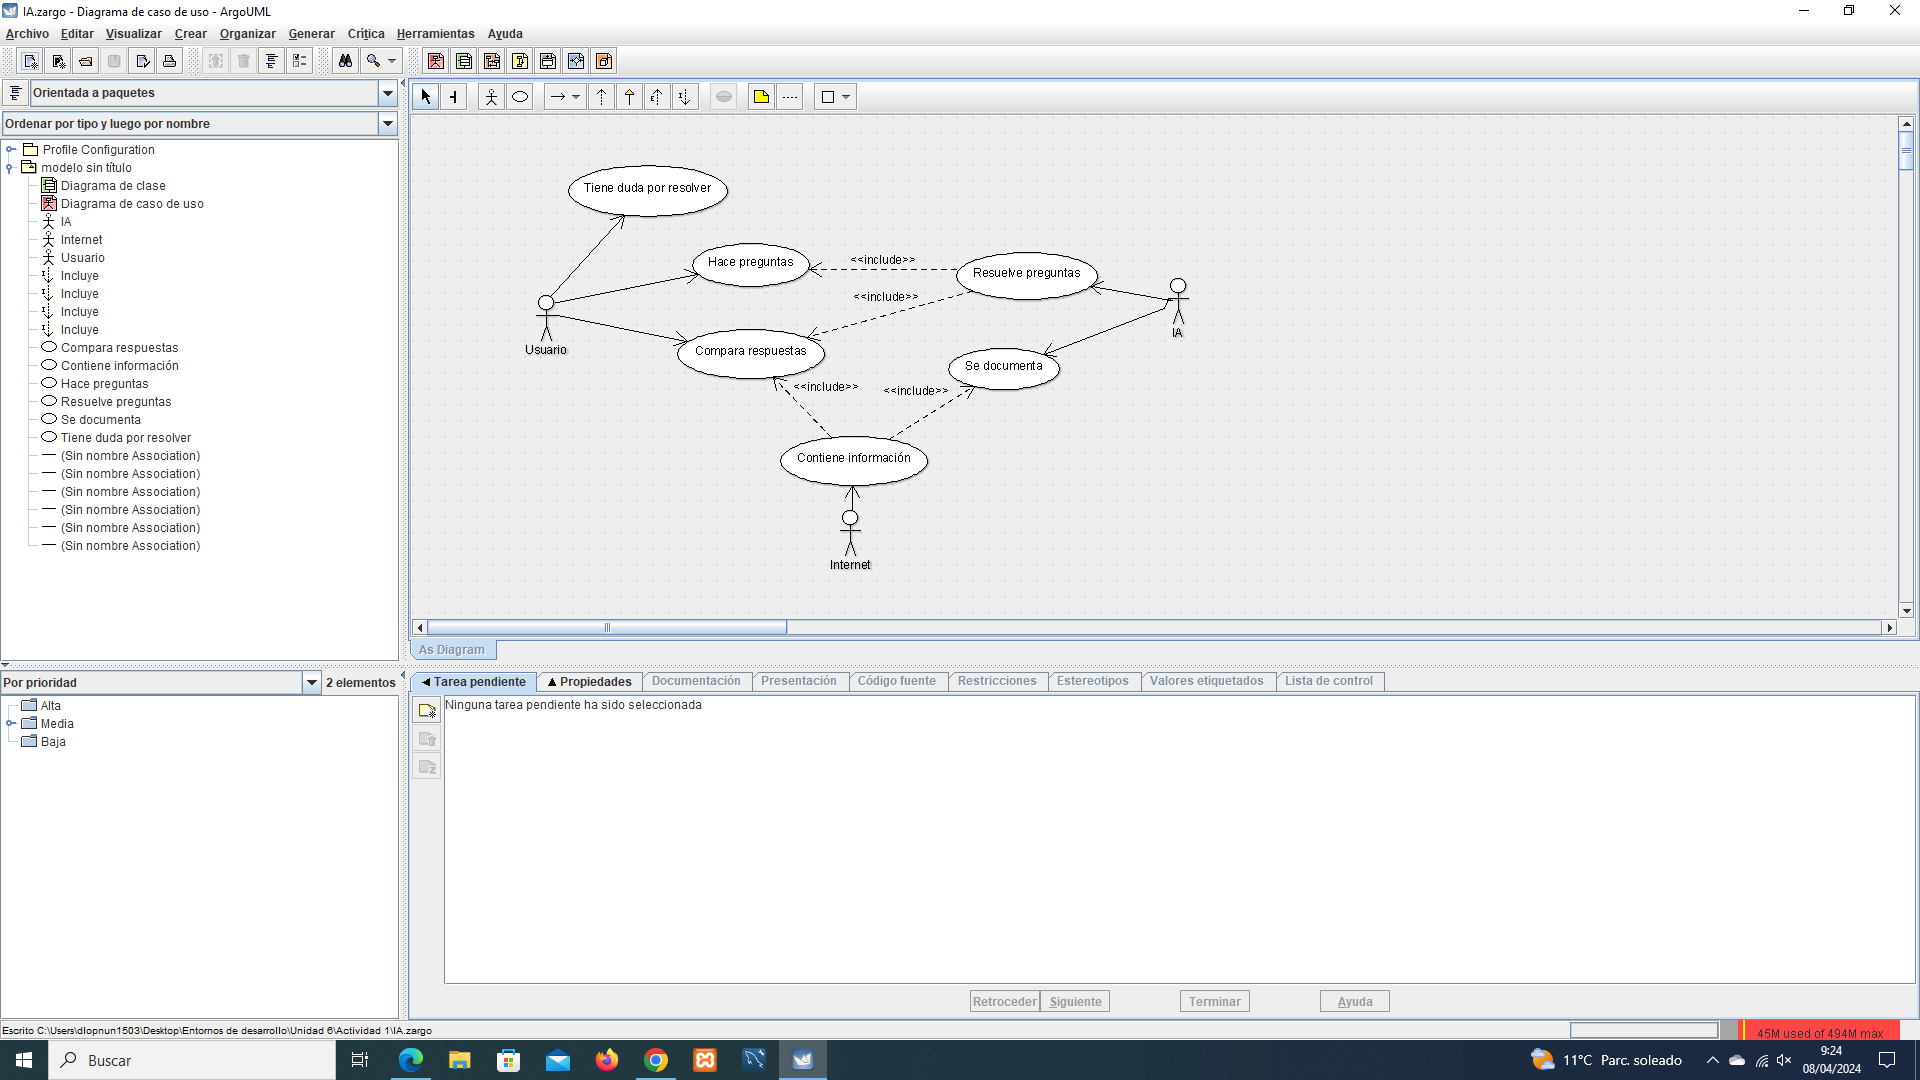 IA.zargo - Diagrama de caso de uso - ArgoUML
Archivo Editar Visualizar Crear Organizar Generar Crítica Herramientas Ayuda
Orientada a paquetes
Ordenar por tipo y luego por nombre
Profile Configuration
modelo sin título
Diagrama de clase
Diagrama de caso de uso
IA
Internet
Usuario
Incluye
Incluye
Incluye
Incluye
Compara respuestas
Contiene información
Hace preguntas
Resuelve preguntas
Se documenta
Tiene duda por resolver
(Sin nombre Association)
(Sin nombre Association)
(Sin nombre Association)
(Sin nombre Association)
(Sin nombre Association)
(Sin nombre Association)
Tiene duda por resolver
Hace preguntas
<<include>>
Resuelve preguntas
<<include>>
IA
Usuario
Compara respuestas
Se documenta
<<include>>
<<include>>
Contiene información
Internet
As Diagram
Por prioridad
2 elementos
Alta
Media
Baja
Tarea pendiente
Propiedades
Documentación
Presentación
Código fuente
Restricciones
Estereotipos
Valores etiquetados
Lista de control
Ninguna tarea pendiente ha sido seleccionada
Retroceder
Siguiente
Terminar
Ayuda
Escrito C:\Users\dlopnun1503\Desktop\Entornos de desarrollo\Unidad 6\Actividad 1\IA.zargo
45M used of 494M max
Buscar
11°C Parc. soleado
9:24
08/04/2024